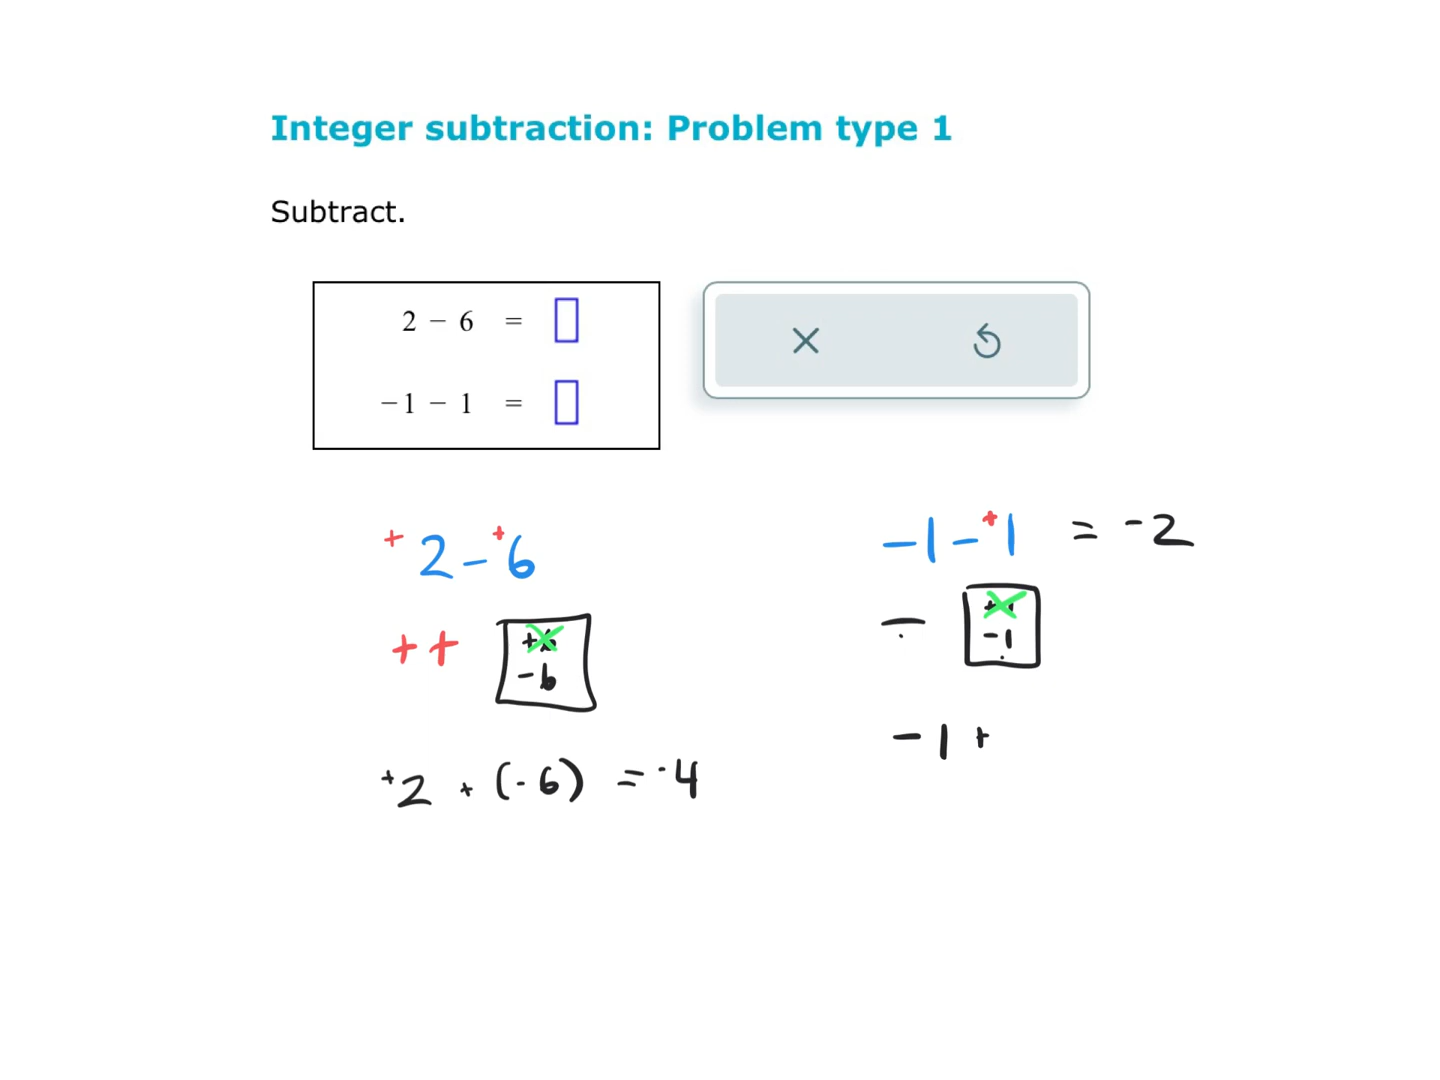 Integer subtraction: Problem type 1
Subtract.
2 − 6 =
−1 − 1 =
+2 − +6
+ +
+6
−6
+2 + (-6) = -4
−1 − +1 = -2
−
−1
−1 +